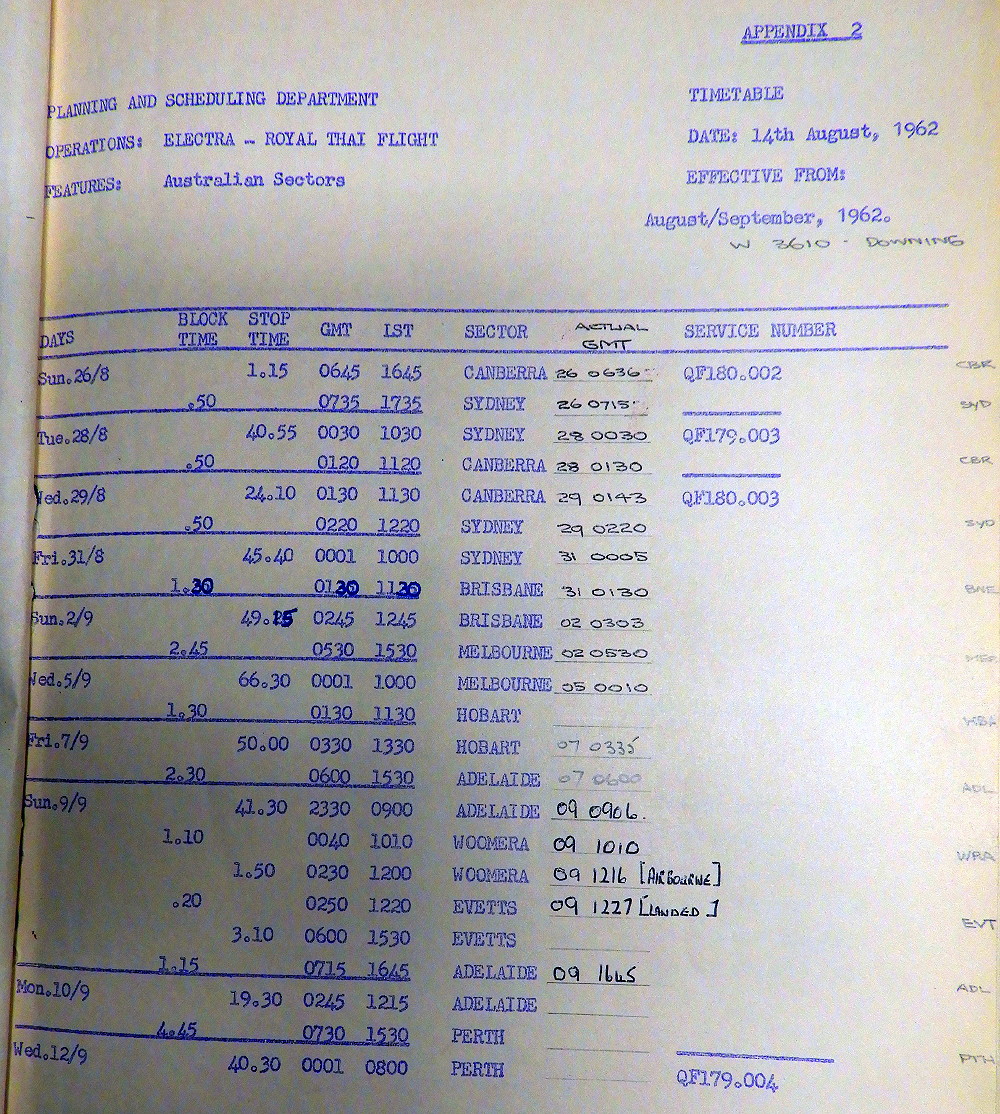 APPENDIX 2
PLANNING AND SCHEDULING DEPARTMENT TIMETABLE
OPERATIONS: ELECTRA -- ROYAL THAI FLIGHT DATE: 14th August, 1962
FEATURES: Australian Sectors EFFECTIVE FROM:
August/September, 1962.
W 3610 - DOWNING
DAYS BLOCK TIME STOP TIME GMT LST SECTOR ACTUAL GMT SERVICE NUMBER
Sun.26/8 1.15 0645 1645 CANBERRA 26 0636 QF180.002 CBR
.50 0735 1735 SYDNEY 26 0715 SYD
Tue.28/8 40.55 0030 1030 SYDNEY 28 0030 QF179.003
.50 0120 1120 CANBERRA 28 0130 CBR
Wed.29/8 24.10 0130 1130 CANBERRA 29 0143 QF180.003
.50 0220 1220 SYDNEY 29 0220 SYD
Fri.31/8 45.40 0001 1000 SYDNEY 31 0005
1.30 0130 1130 BRISBANE 31 0130 BNE
Sun.2/9 49.25 0245 1245 BRISBANE 02 0303
2.45 0530 1530 MELBOURNE 02 0530
Wed.5/9 66.30 0001 1000 MELBOURNE 05 0010
1.30 0130 1130 HOBART HBA
Fri.7/9 50.00 0330 1330 HOBART 07 0335
2.30 0600 1530 ADELAIDE 07 0600 ADL
Sun.9/9 41.30 2330 0900 ADELAIDE 09 0906.
1.10 0040 1010 WOOMERA 09 1010 WRA
1.50 0230 1200 WOOMERA 09 1216 [AIRBOURNE]
.20 0250 1220 EVETTS 09 1227 [LANDED] EVT
3.10 0600 1530 EVETTS
1.15 0715 1645 ADELAIDE 09 1645 ADL
Mon.10/9 19.30 0245 1215 ADELAIDE
4.45 0730 1530 PERTH PTH
Wed.12/9 40.30 0001 0800 PERTH QF179.004